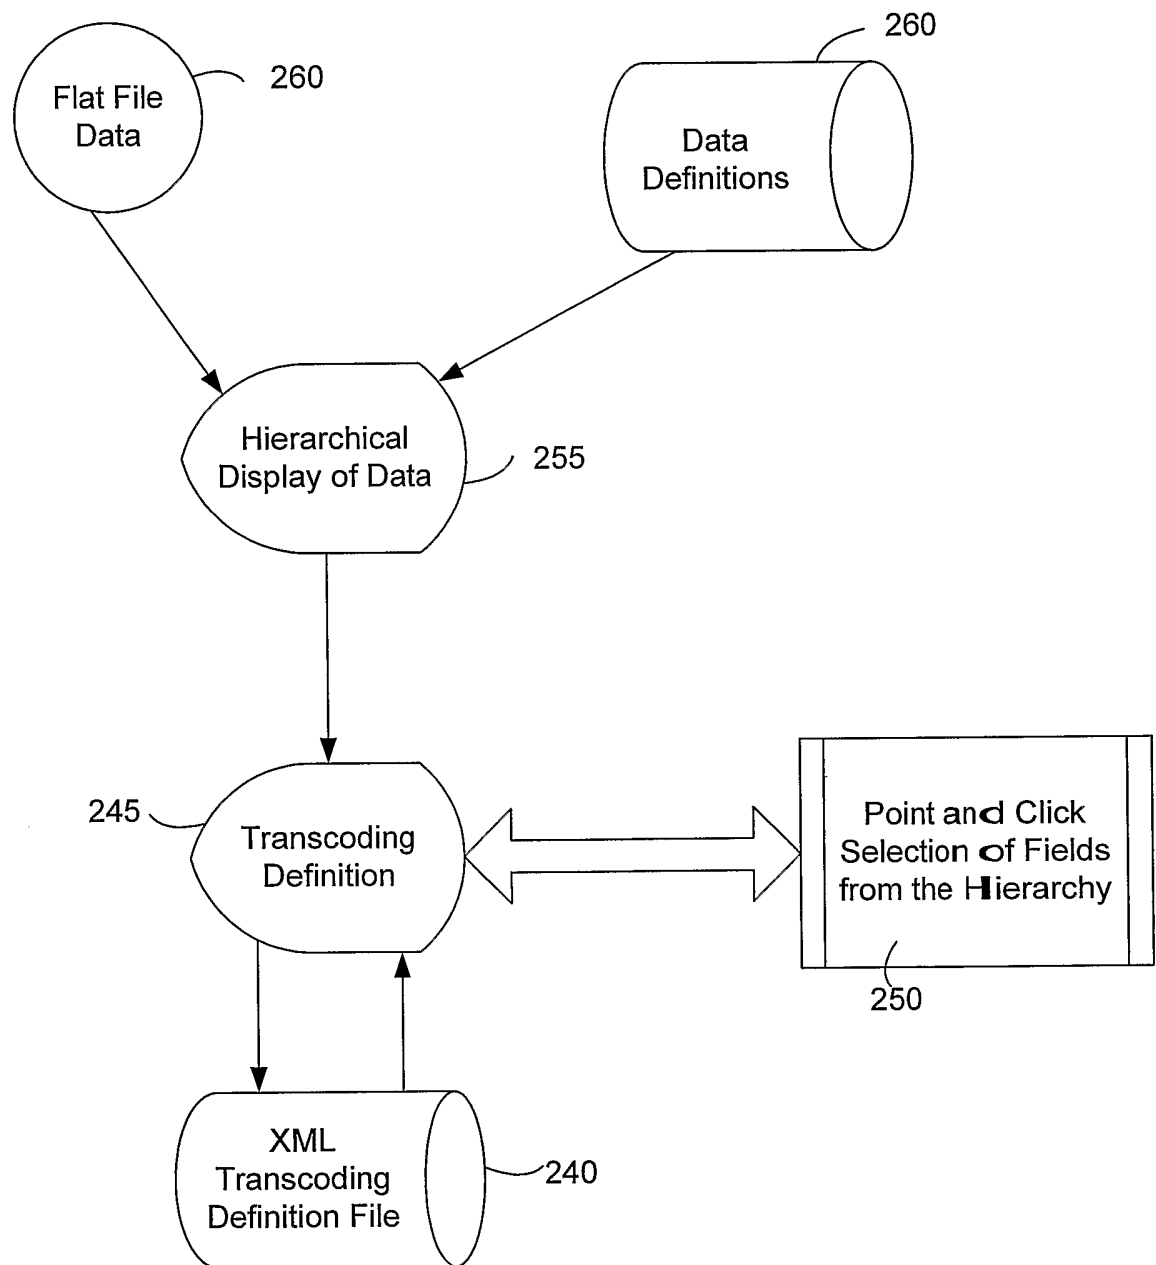 260
Flat File
Data
260
Data
Definitions
Hierarchical
Display of Data
255
245
Transcoding
Definition
Point and Click
Selection of Fields
from the Hierarchy
250
XML
Transcoding
Definition File
240